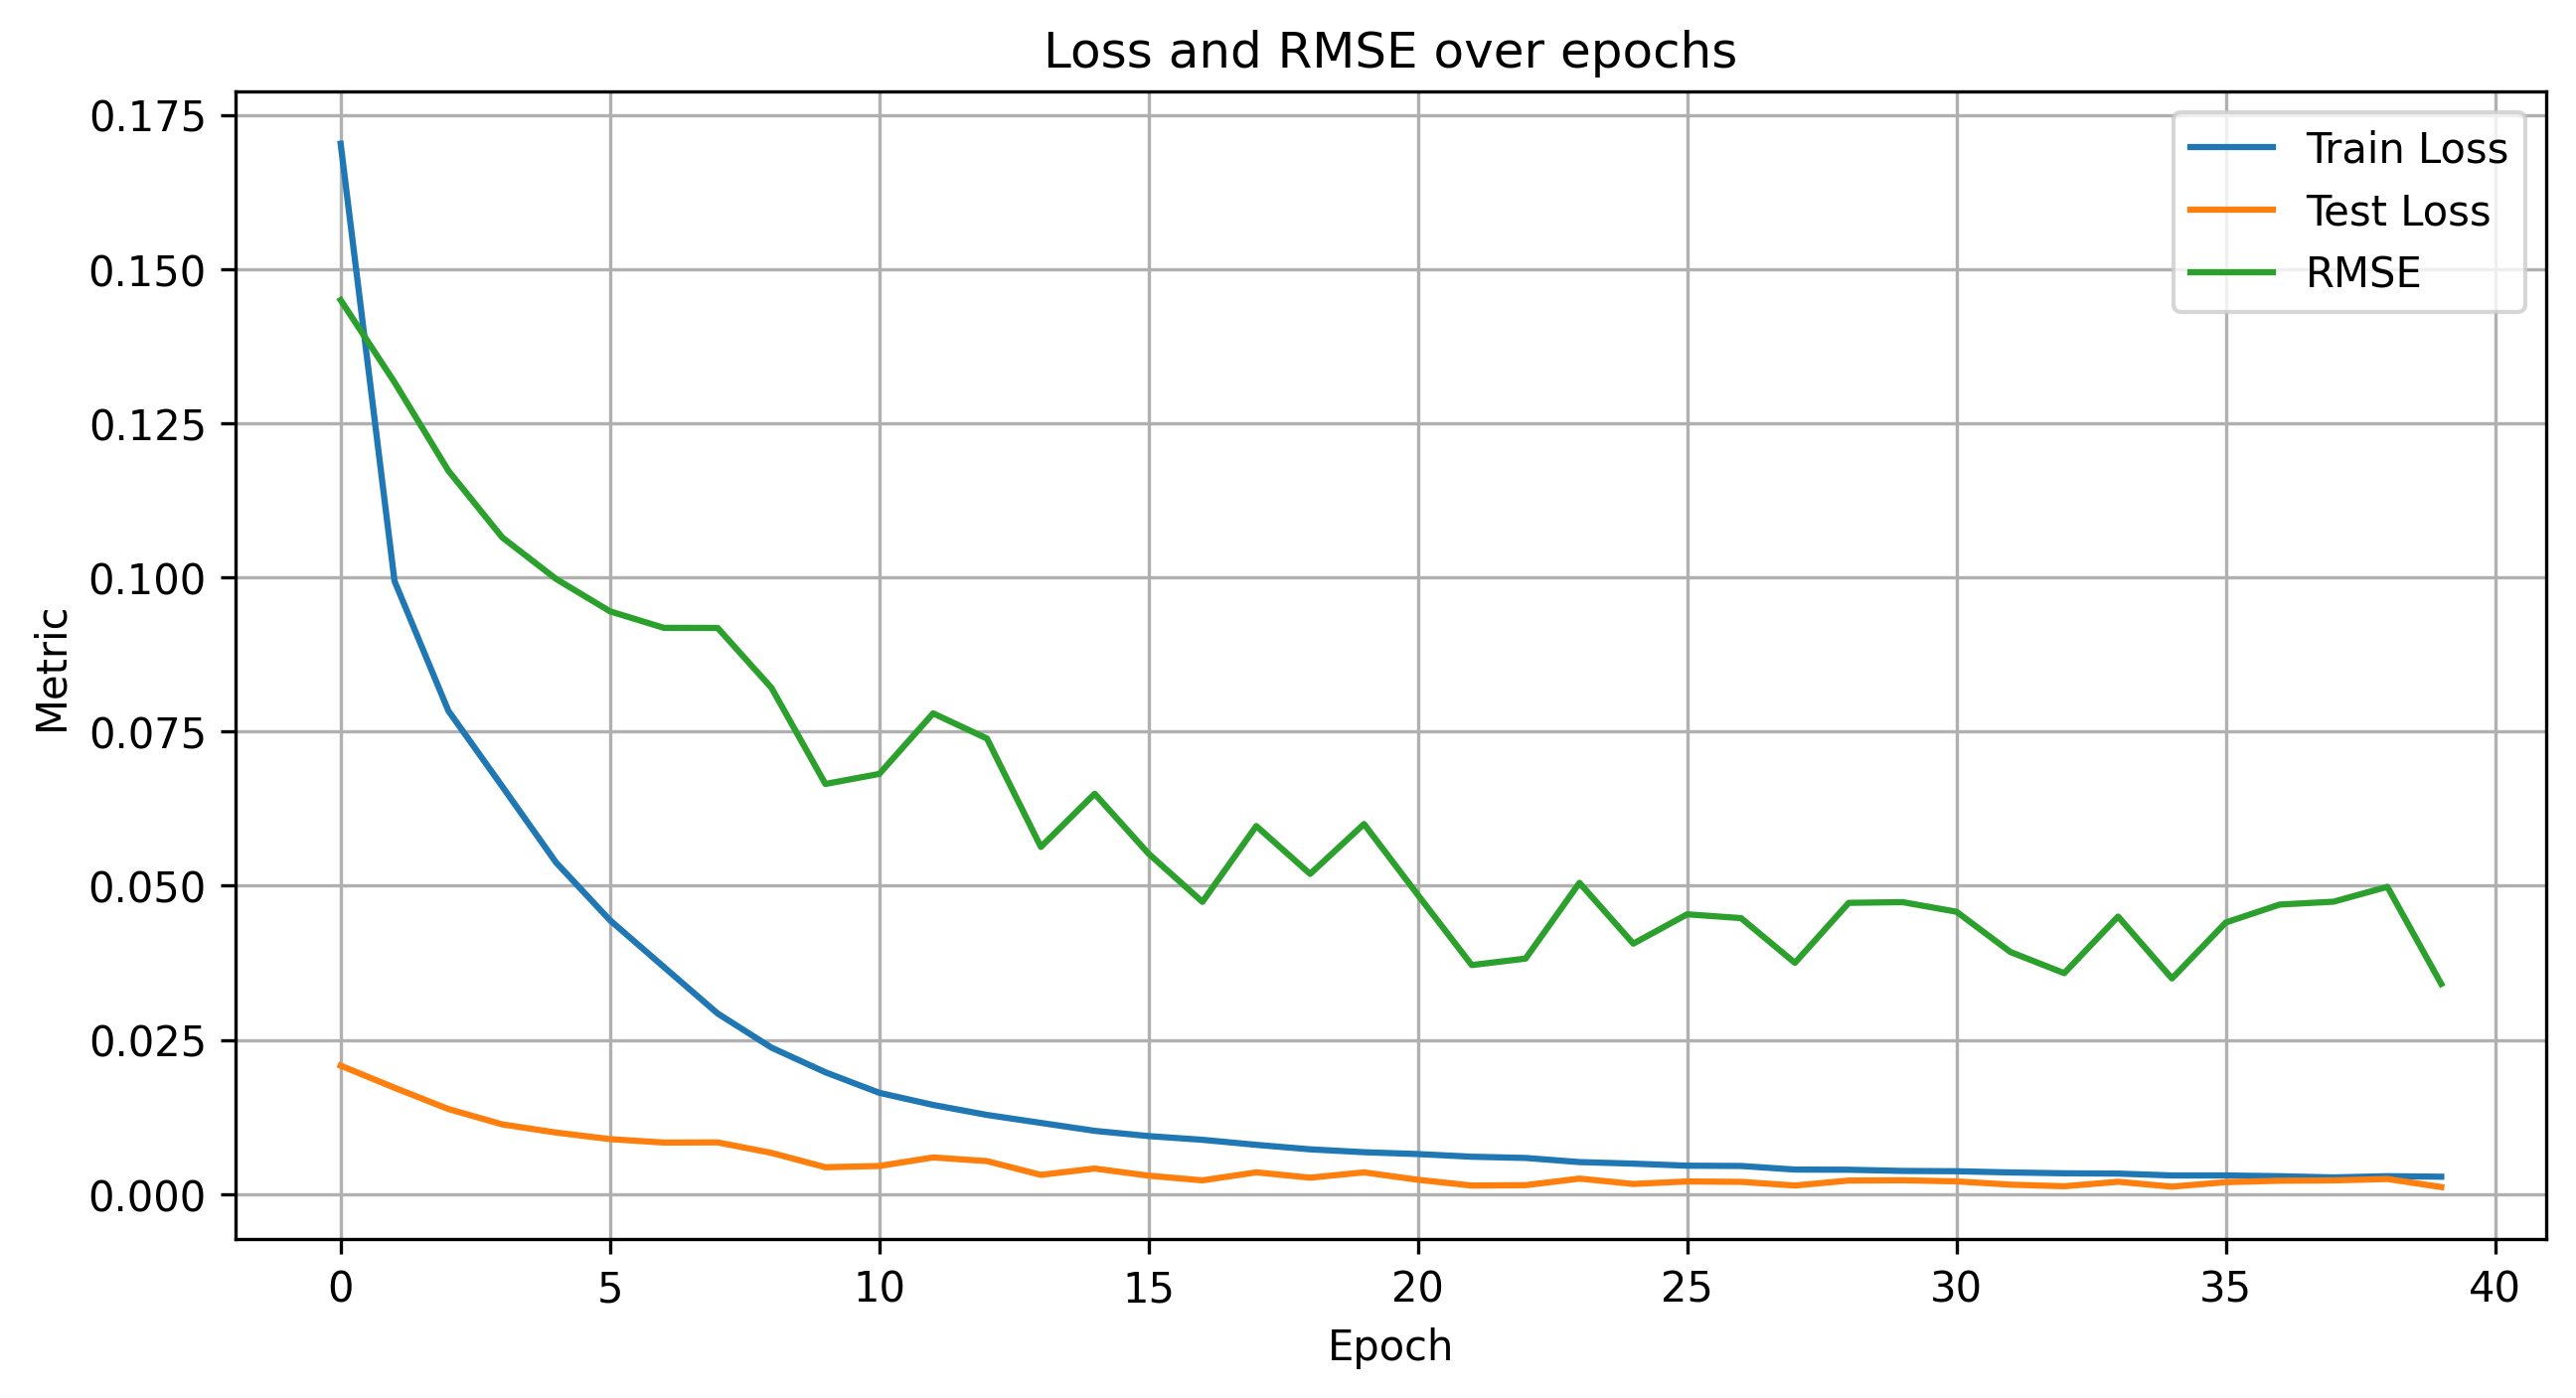 Loss and RMSE over epochs
0.175
0.150
0.125
0.100
0.075
0.050
0.025
0.000
Metric
Train Loss
Test Loss
RMSE
0 5 10 15 20 25 30 35 40
Epoch